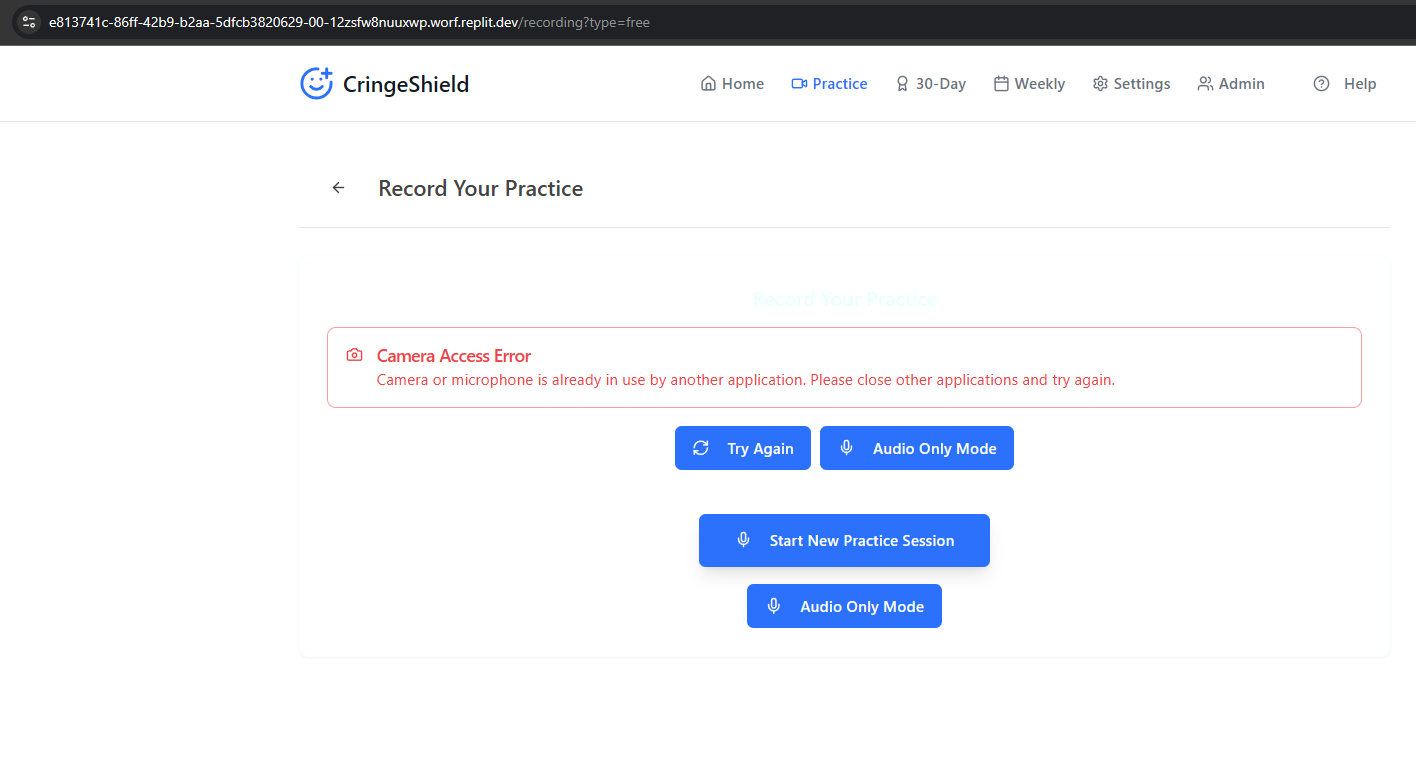 e813741c-86ff-42b9-b2aa-5dfcb3820629-00-12zsfw8nuuxwp.worf.replit.dev/recording?type=free
CringeShield Home Practice 30-Day Weekly Settings Admin Help
Record Your Practice
Record Your Practice
Camera Access Error
Camera or microphone is already in use by another application. Please close other applications and try again.
Try Again Audio Only Mode
Start New Practice Session
Audio Only Mode